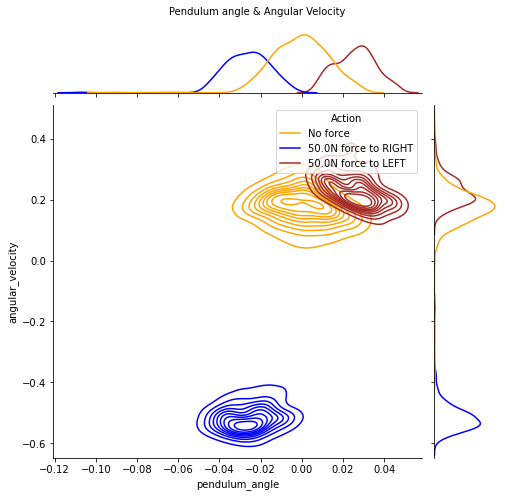 Pendulum angle & Angular Velocity
Action
No force
50.0N frce to RIGHT
50.0N force to LEFT
0.4
0.2
0.0
−0.2
−0.4
−0.6
angular_velocity
−0.12 −0.10 −0.08 −0.06 −0.04 −0.02 0.00 0.02 0.04
pendulum_angle